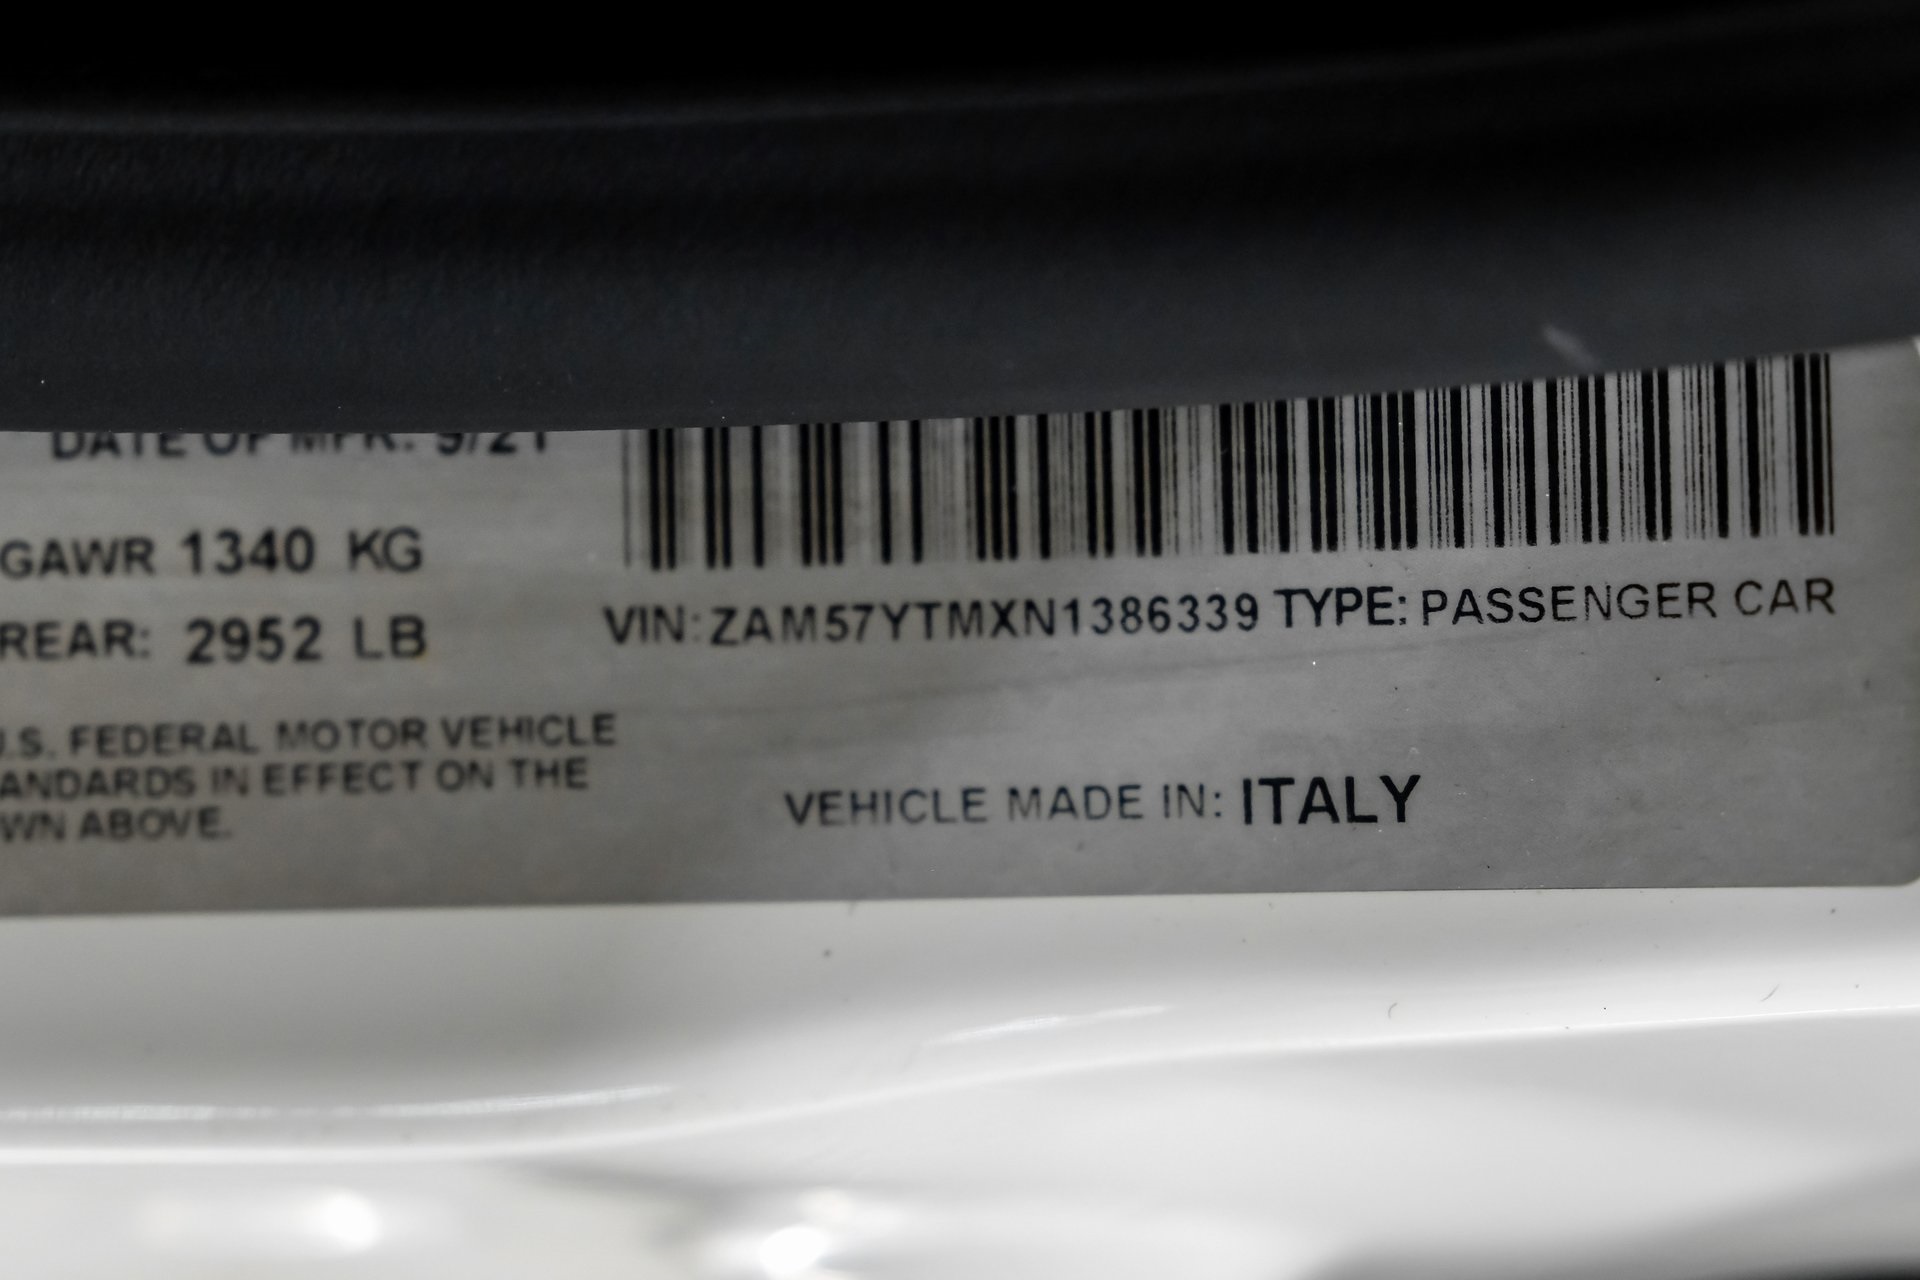 DATE OF MFR: 9/21
GAWR 1340 KG
REAR: 2952 LB
VIN:ZAM57YTMXN1386339 TYPE: PASSENGER CAR
U.S. FEDERAL MOTOR VEHICLE
ANDARDS IN EFFECT ON THE
WN ABOVE.
VEHICLE MADE IN: ITALY